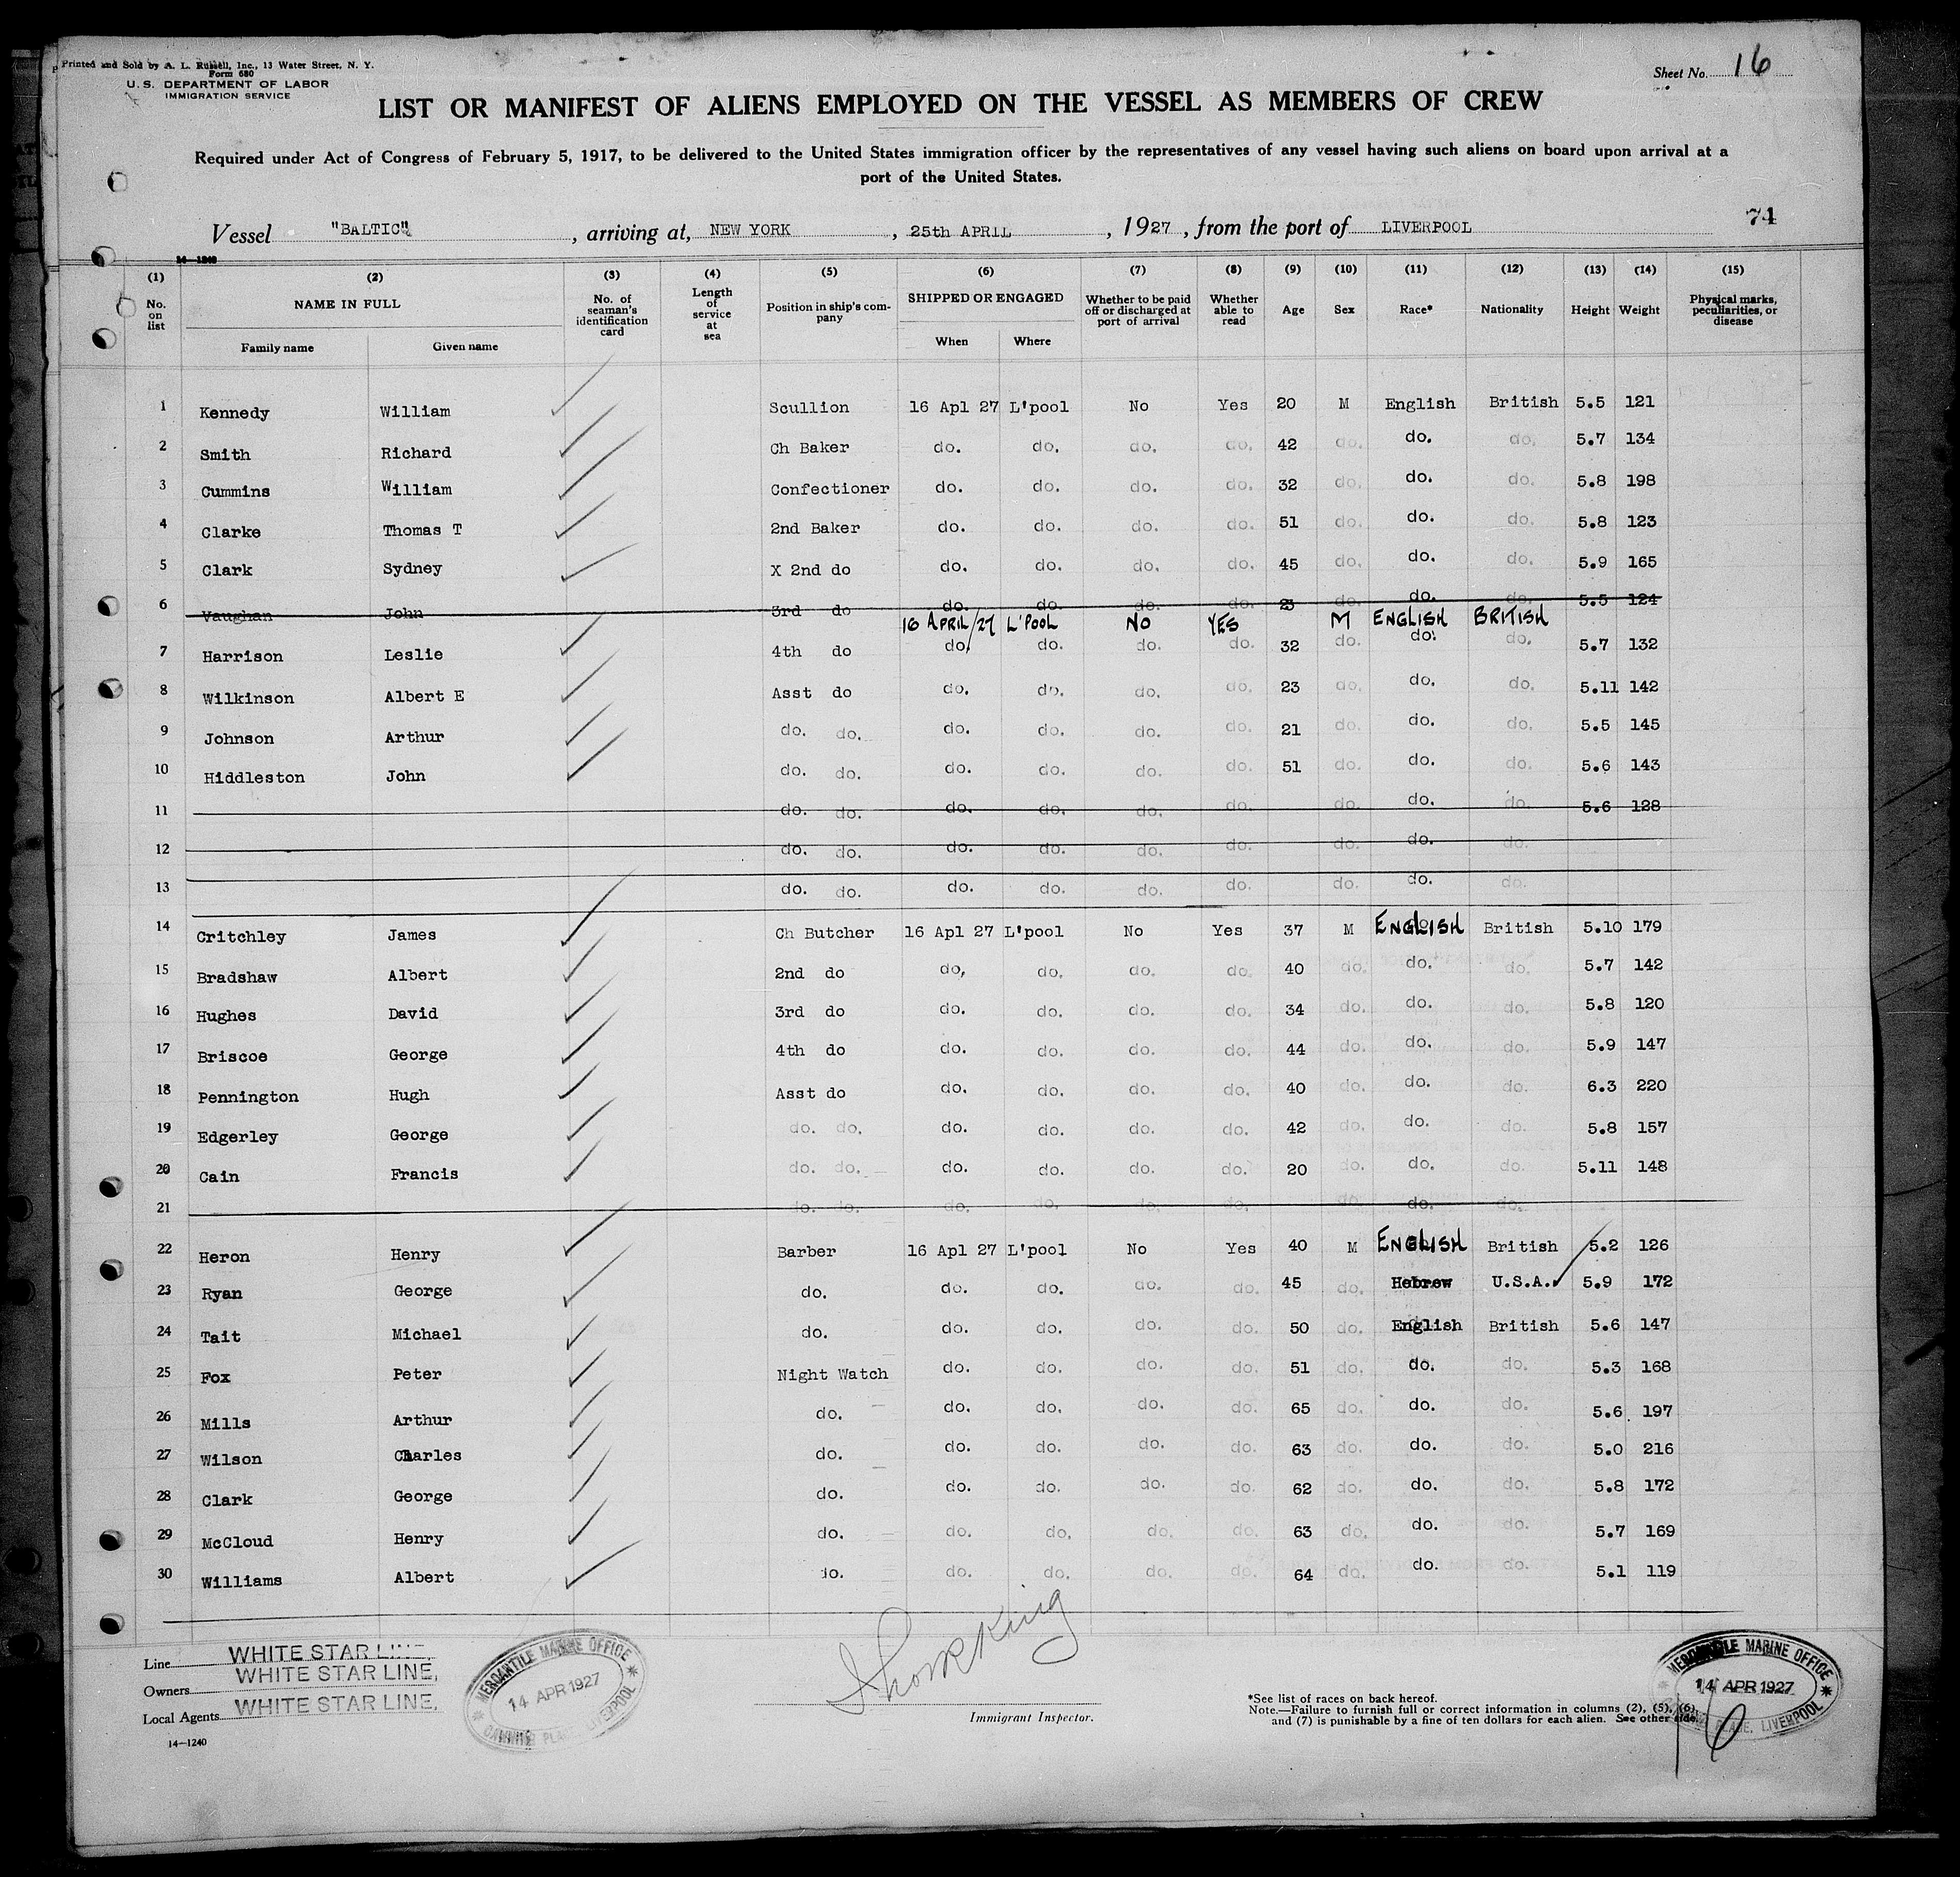 Printed and Sold by A. L. Russell, Inc., 13 Water Street, N. Y.
Form 680
U. S. DEPARTMENT OF LABOR
IMMIGRATION SERVICE
Sheet No. 16
LIST OR MANIFEST OF ALIENS EMPLOYED ON THE VESSEL AS MEMBERS OF CREW
Required under Act of Congress of February 5, 1917, to be delivered to the United States immigration officer by the representatives of any vessel having such aliens on board upon arrival at a
port of the United States.
74
Vessel "BALTIC", arriving at, NEW YORK, 25th APRIL, 1927, from the port of LIVERPOOL
14—1240
(1) (2) (3) (4) (5) (6) (7) (8) (9) (10) (11) (12) (13) (14) (15)
No. on list NAME IN FULL Family name Given name No. of seaman's identification card Length of service at sea Position in ship's company SHIPPED OR ENGAGED When Where Whether to be paid off or discharged at port of arrival Whether able to read Age Sex Race* Nationality Height Weight Physical marks, peculiarities, or disease
1 Kennedy William Scullion 16 Apl 27 L'pool No Yes 20 M English British 5.5 121
2 Smith Richard Ch Baker do. do. do. do. 42 do. do. do. 5.7 134
3 Cummins William Confectioner do. do. do. do. 32 do. do. do. 5.8 198
4 Clarke Thomas T 2nd Baker do. do. do. do. 51 do. do. do. 5.8 123
5 Clark Sydney X 2nd do do. do. do. do. 45 do. do. do. 5.9 165
6 Vaughan John 3rd do do. do. do. do. 23 do. do. do. 5.5 124
16 APRIL/27 L'POOL NO YES M ENGLISH BRITISH
7 Harrison Leslie 4th do do. do. do. do. 32 do. do. do. 5.7 132
8 Wilkinson Albert E Asst do do. do. do. do. 23 do. do. do. 5.11 142
9 Johnson Arthur do. do. do. do. do. do. 21 do. do. do. 5.5 145
10 Hiddleston John do. do. do. do. do. do. 51 do. do. do. 5.6 143
11 do. do. do. do. do. do. do. do. do. 5.6 128
12 do. do. do. do. do. do. do. do. do.
13 do. do. do. do. do. do. do. do. do.
14 Critchley James Ch Butcher 16 Apl 27 L'pool No Yes 37 M ENGLISH British 5.10 179
15 Bradshaw Albert 2nd do do. do. do. do. 40 do. do. do. 5.7 142
16 Hughes David 3rd do do. do. do. do. 34 do. do. do. 5.8 120
17 Briscoe George 4th do do. do. do. do. 44 do. do. do. 5.9 147
18 Pennington Hugh Asst do do. do. do. do. 40 do. do. do. 6.3 220
19 Edgerley George do. do. do. do. do. do. 42 do. do. do. 5.8 157
20 Cain Francis do. do. do. do. do. do. 20 do. do. do. 5.11 148
21 do. do. do. do. do. do. do. do. do.
22 Heron Henry Barber 16 Apl 27 L'pool No Yes 40 M ENGLISH British 5.2 126
23 Ryan George do. do. do. do. do. 45 do. Hebrew U.S.A. 5.9 172
24 Tait Michael do. do. do. do. do. 50 do. English British 5.6 147
25 Fox Peter Night Watch do. do. do. do. 51 do. do. do. 5.3 168
26 Mills Arthur do. do. do. do. do. 65 do. do. do. 5.6 197
27 Wilson Charles do. do. do. do. do. 63 do. do. do. 5.0 216
28 Clark George do. do. do. do. do. 62 do. do. do. 5.8 172
29 McCloud Henry do. do. do. do. do. 63 do. do. do. 5.7 169
30 Williams Albert do. do. do. do. do. 64 do. do. do. 5.1 119
Line WHITE STAR LINE
Owners WHITE STAR LINE,
Local Agents WHITE STAR LINE,
14—1240
MERCANTILE MARINE OFFICE
14 APR 1927
CANNING PLACE, LIVERPOOL
Immigrant Inspector.
*See list of races on back hereof.
Note.—Failure to furnish full or correct information in columns (2), (5), (6),
and (7) is punishable by a fine of ten dollars for each alien. See other side.
MERCANTILE MARINE OFFICE
14 APR 1927
PLACE, LIVERPOOL
16